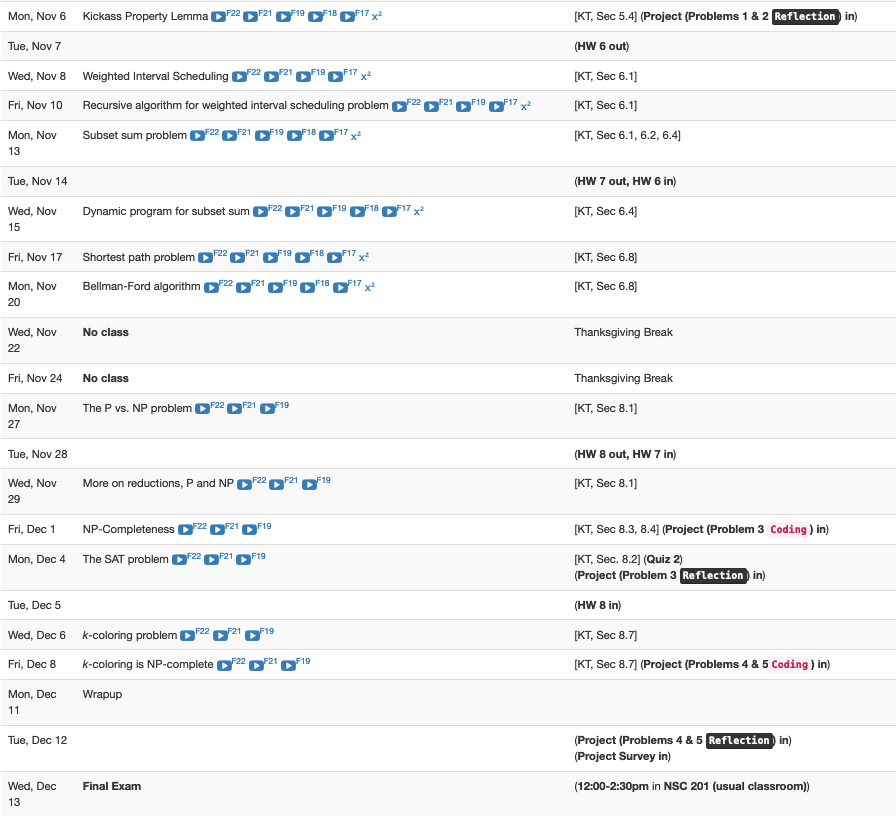 Mon, Nov 6 Kickass Property Lemma F22 F21 F19 F18 F17 x² [KT, Sec 5.4] (Project (Problems 1 & 2 Reflection) in)
Tue, Nov 7 (HW 6 out)
Wed, Nov 8 Weighted Interval Scheduling F22 F21 F19 F17 x² [KT, Sec 6.1]
Fri, Nov 10 Recursive algorithm for weighted interval scheduling problem F22 F21 F19 F17 x² [KT, Sec 6.1]
Mon, Nov Subset sum problem F22 F21 F19 F18 F17 x² [KT, Sec 6.1, 6.2, 6.4]
13
Tue, Nov 14 (HW 7 out, HW 6 in)
Wed, Nov Dynamic program for subset sum F22 F21 F19 F18 F17 x² [KT, Sec 6.4]
15
Fri, Nov 17 Shortest path problem F22 F21 F19 F18 F17 x² [KT, Sec 6.8]
Mon, Nov Bellman-Ford algorithm F22 F21 F19 F18 F17 x² [KT, Sec 6.8]
20
Wed, Nov No class Thanksgiving Break
22
Fri, Nov 24 No class Thanksgiving Break
Mon, Nov The P vs. NP problem F22 F21 F19 [KT, Sec 8.1]
27
Tue, Nov 28 (HW 8 out, HW 7 in)
Wed, Nov More on reductions, P and NP F22 F21 F19 [KT, Sec 8.1]
29
Fri, Dec 1 NP-Completeness F22 F21 F19 [KT, Sec 8.3, 8.4] (Project (Problem 3 Coding ) in)
Mon, Dec 4 The SAT problem F22 F21 F19 [KT, Sec. 8.2] (Quiz 2)
(Project (Problem 3 Reflection) in)
Tue, Dec 5 (HW 8 in)
Wed, Dec 6 k-coloring problem F22 F21 F19 [KT, Sec 8.7]
Fri, Dec 8 k-coloring is NP-complete F22 F21 F19 [KT, Sec 8.7] (Project (Problems 4 & 5 Coding ) in)
Mon, Dec Wrapup
11
Tue, Dec 12 (Project (Problems 4 & 5 Reflection) in)
(Project Survey in)
Wed, Dec Final Exam (12:00-2:30pm in NSC 201 (usual classroom))
13